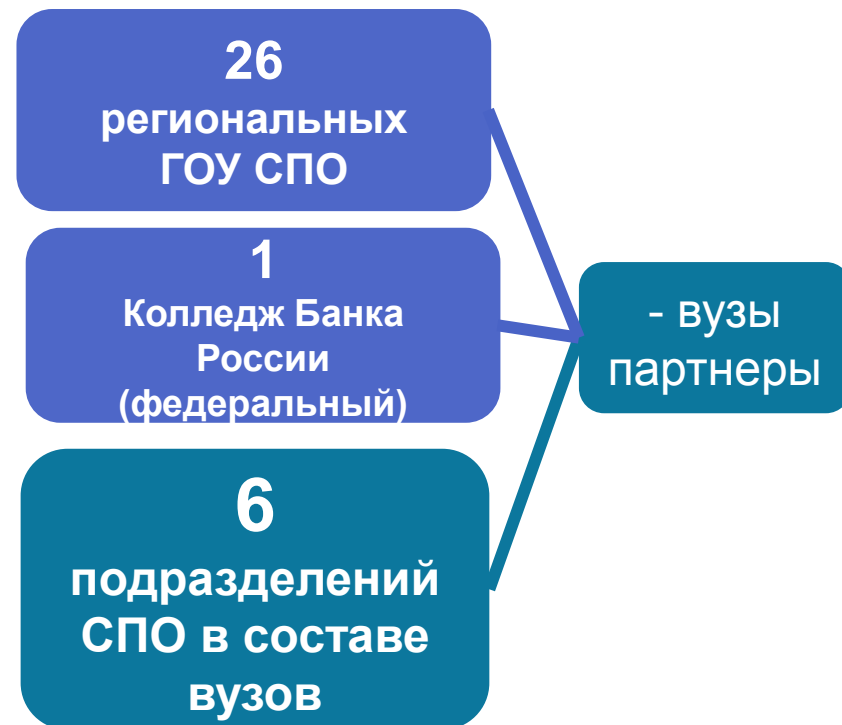 26
региональных
ГОУ СПО
1
Колледж Банка
России
(федеральный)
6
подразделений
СПО в составе
вузов
- вузы
партнеры